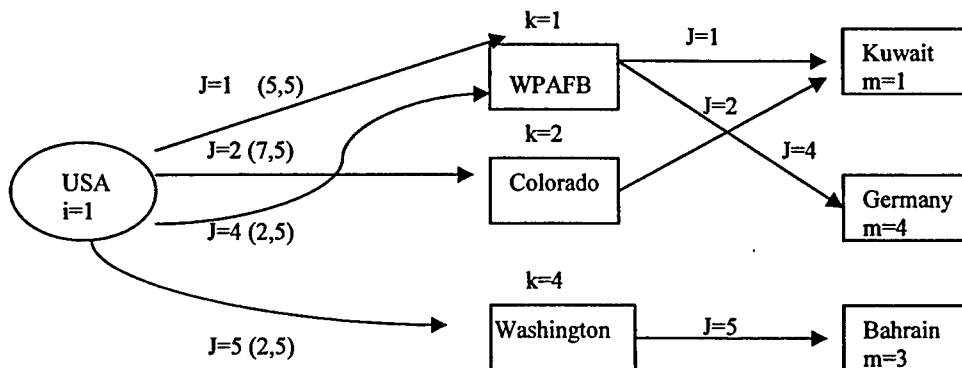 k=1
J=1
Kuwait
m=1
J=1 (5,5)
WPAFB
k=2
J=2
J=2 (7,5)
Colorado
J=4
USA
i=1
Germany
m=4
J=4 (2,5)
k=4
Washington
J=5
Bahrain
m=3
J=5 (2,5)